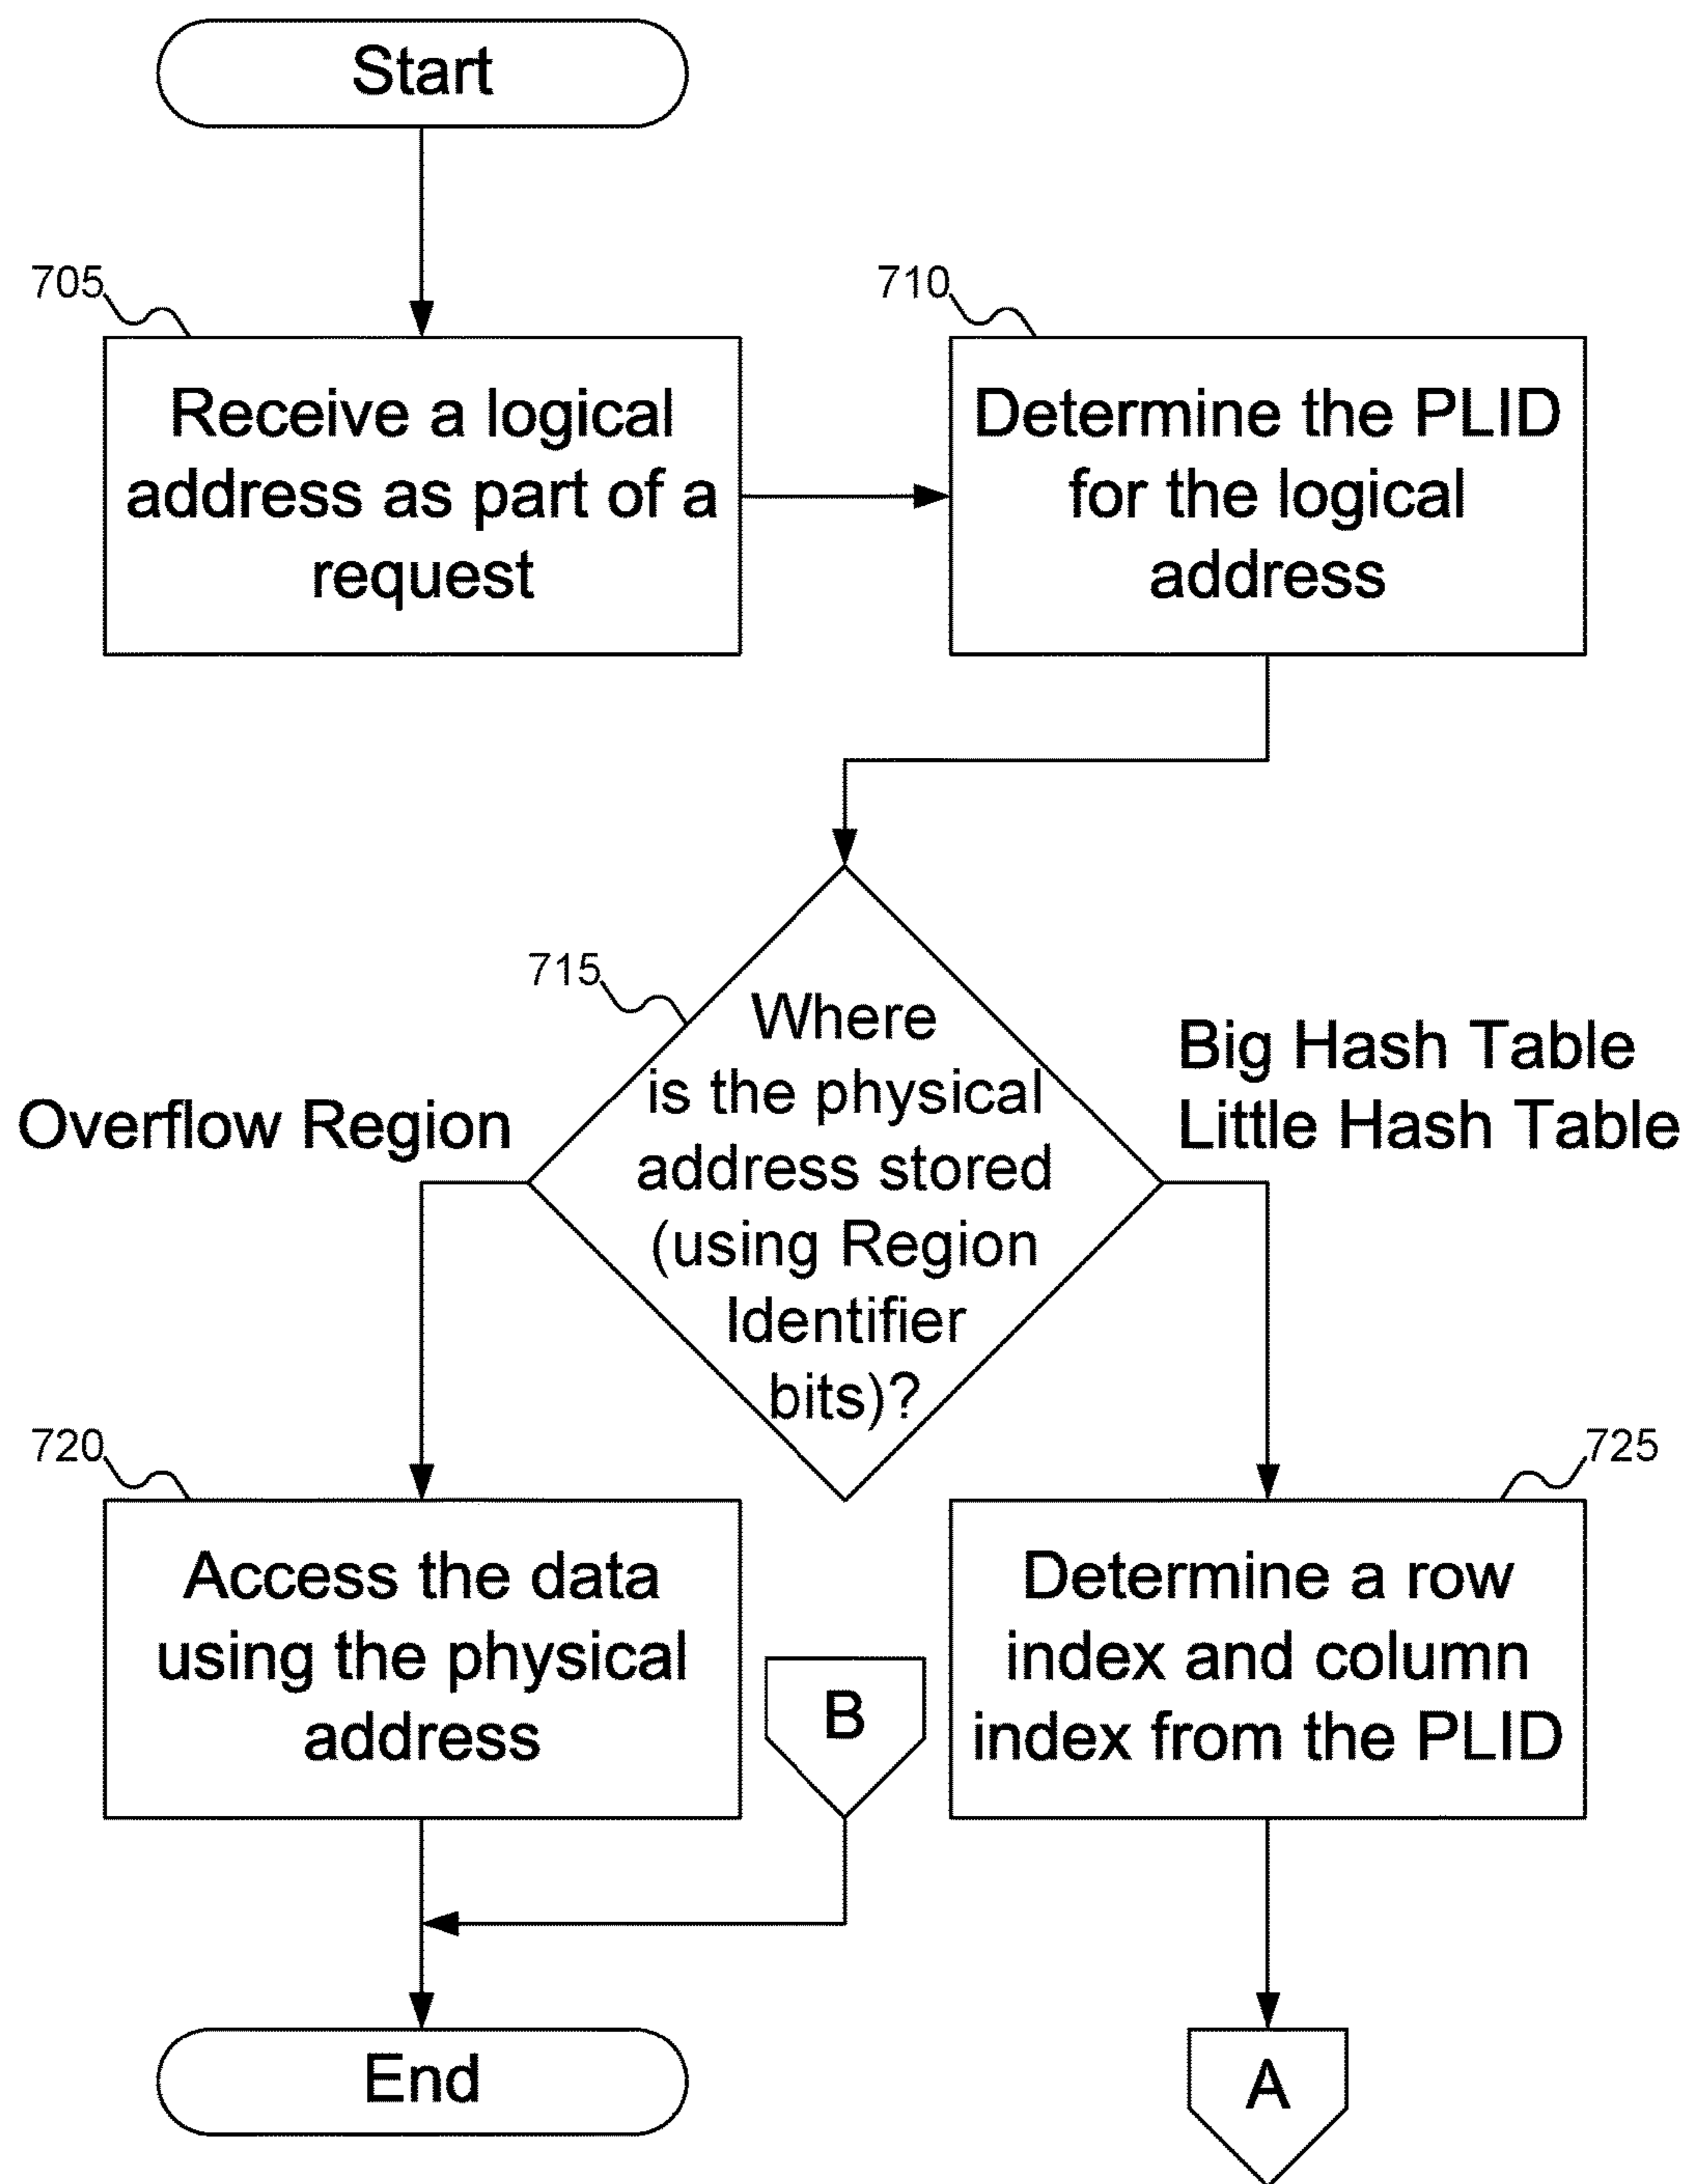 Start
705
Receive a logical
address as part of a
request
710
Determine the PLID
for the logical
address
715
Where
is the physical
address stored
(using Region
Identifier
bits)?
Overflow Region
Big Hash Table
Little Hash Table
720
Access the data
using the physical
address
B
725
Determine a row
index and column
index from the PLID
End
A